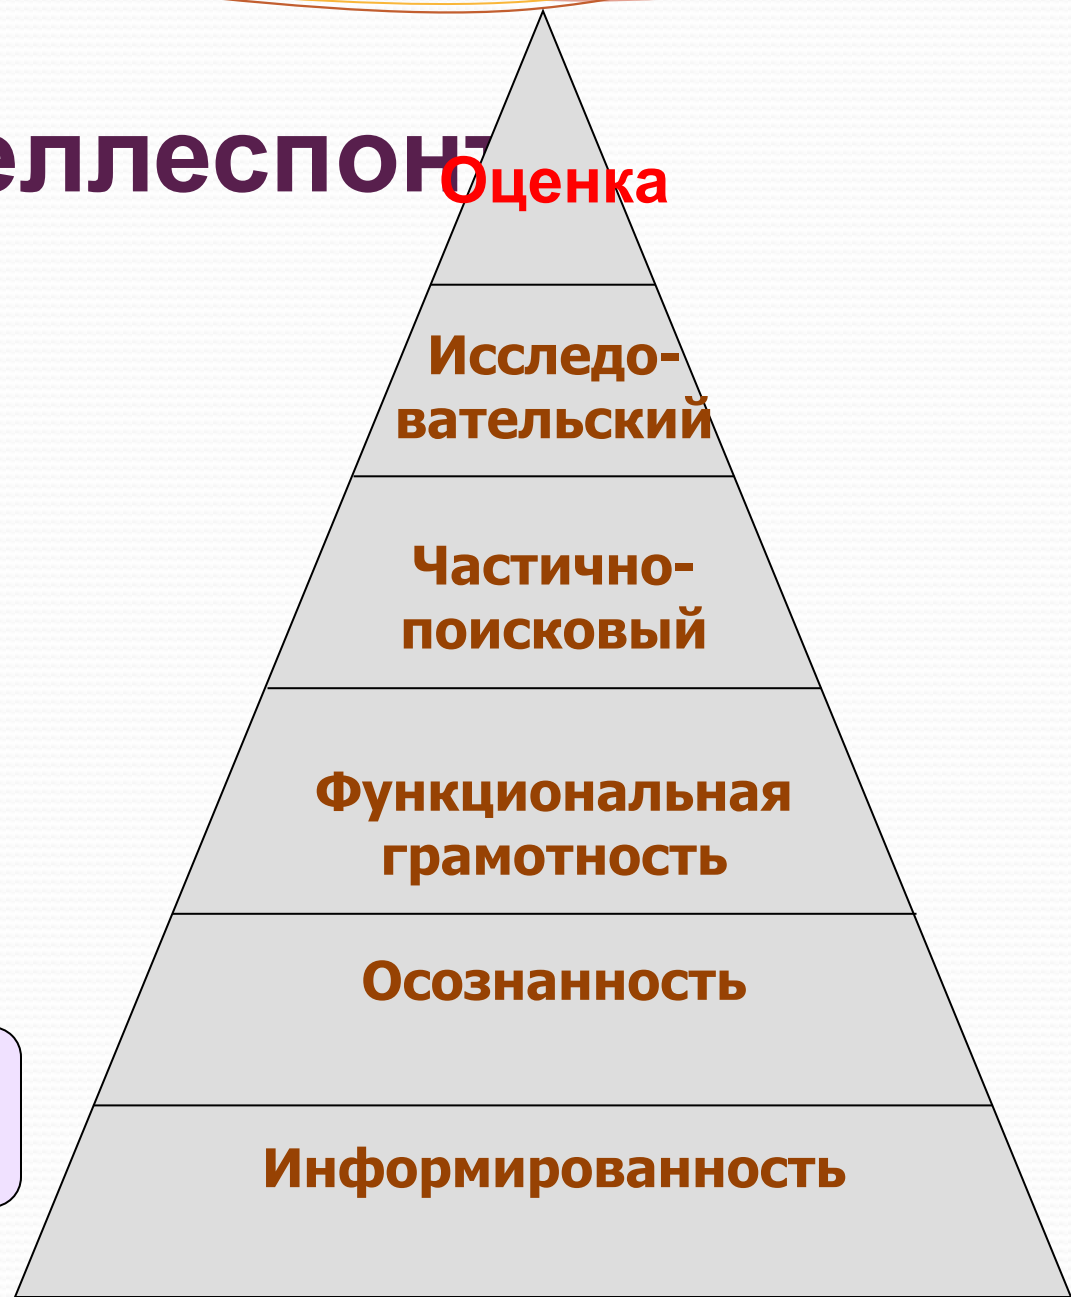 еллеспонт
Оценка
Исследо-
вательский
Частично-
поисковый
Функциональная
грамотность
Осознанность
Информированность